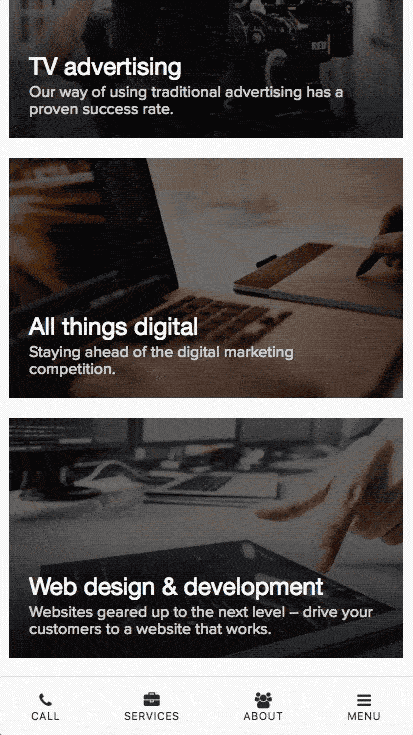 TV advertising
Our way of using traditional advertising has a
proven success rate.
All things digital
Staying ahead of the digital marketing
competition.
Web design & development
Websites geared up to the next level – drive your
customers to a website that works.
CALL SERVICES ABOUT MENU